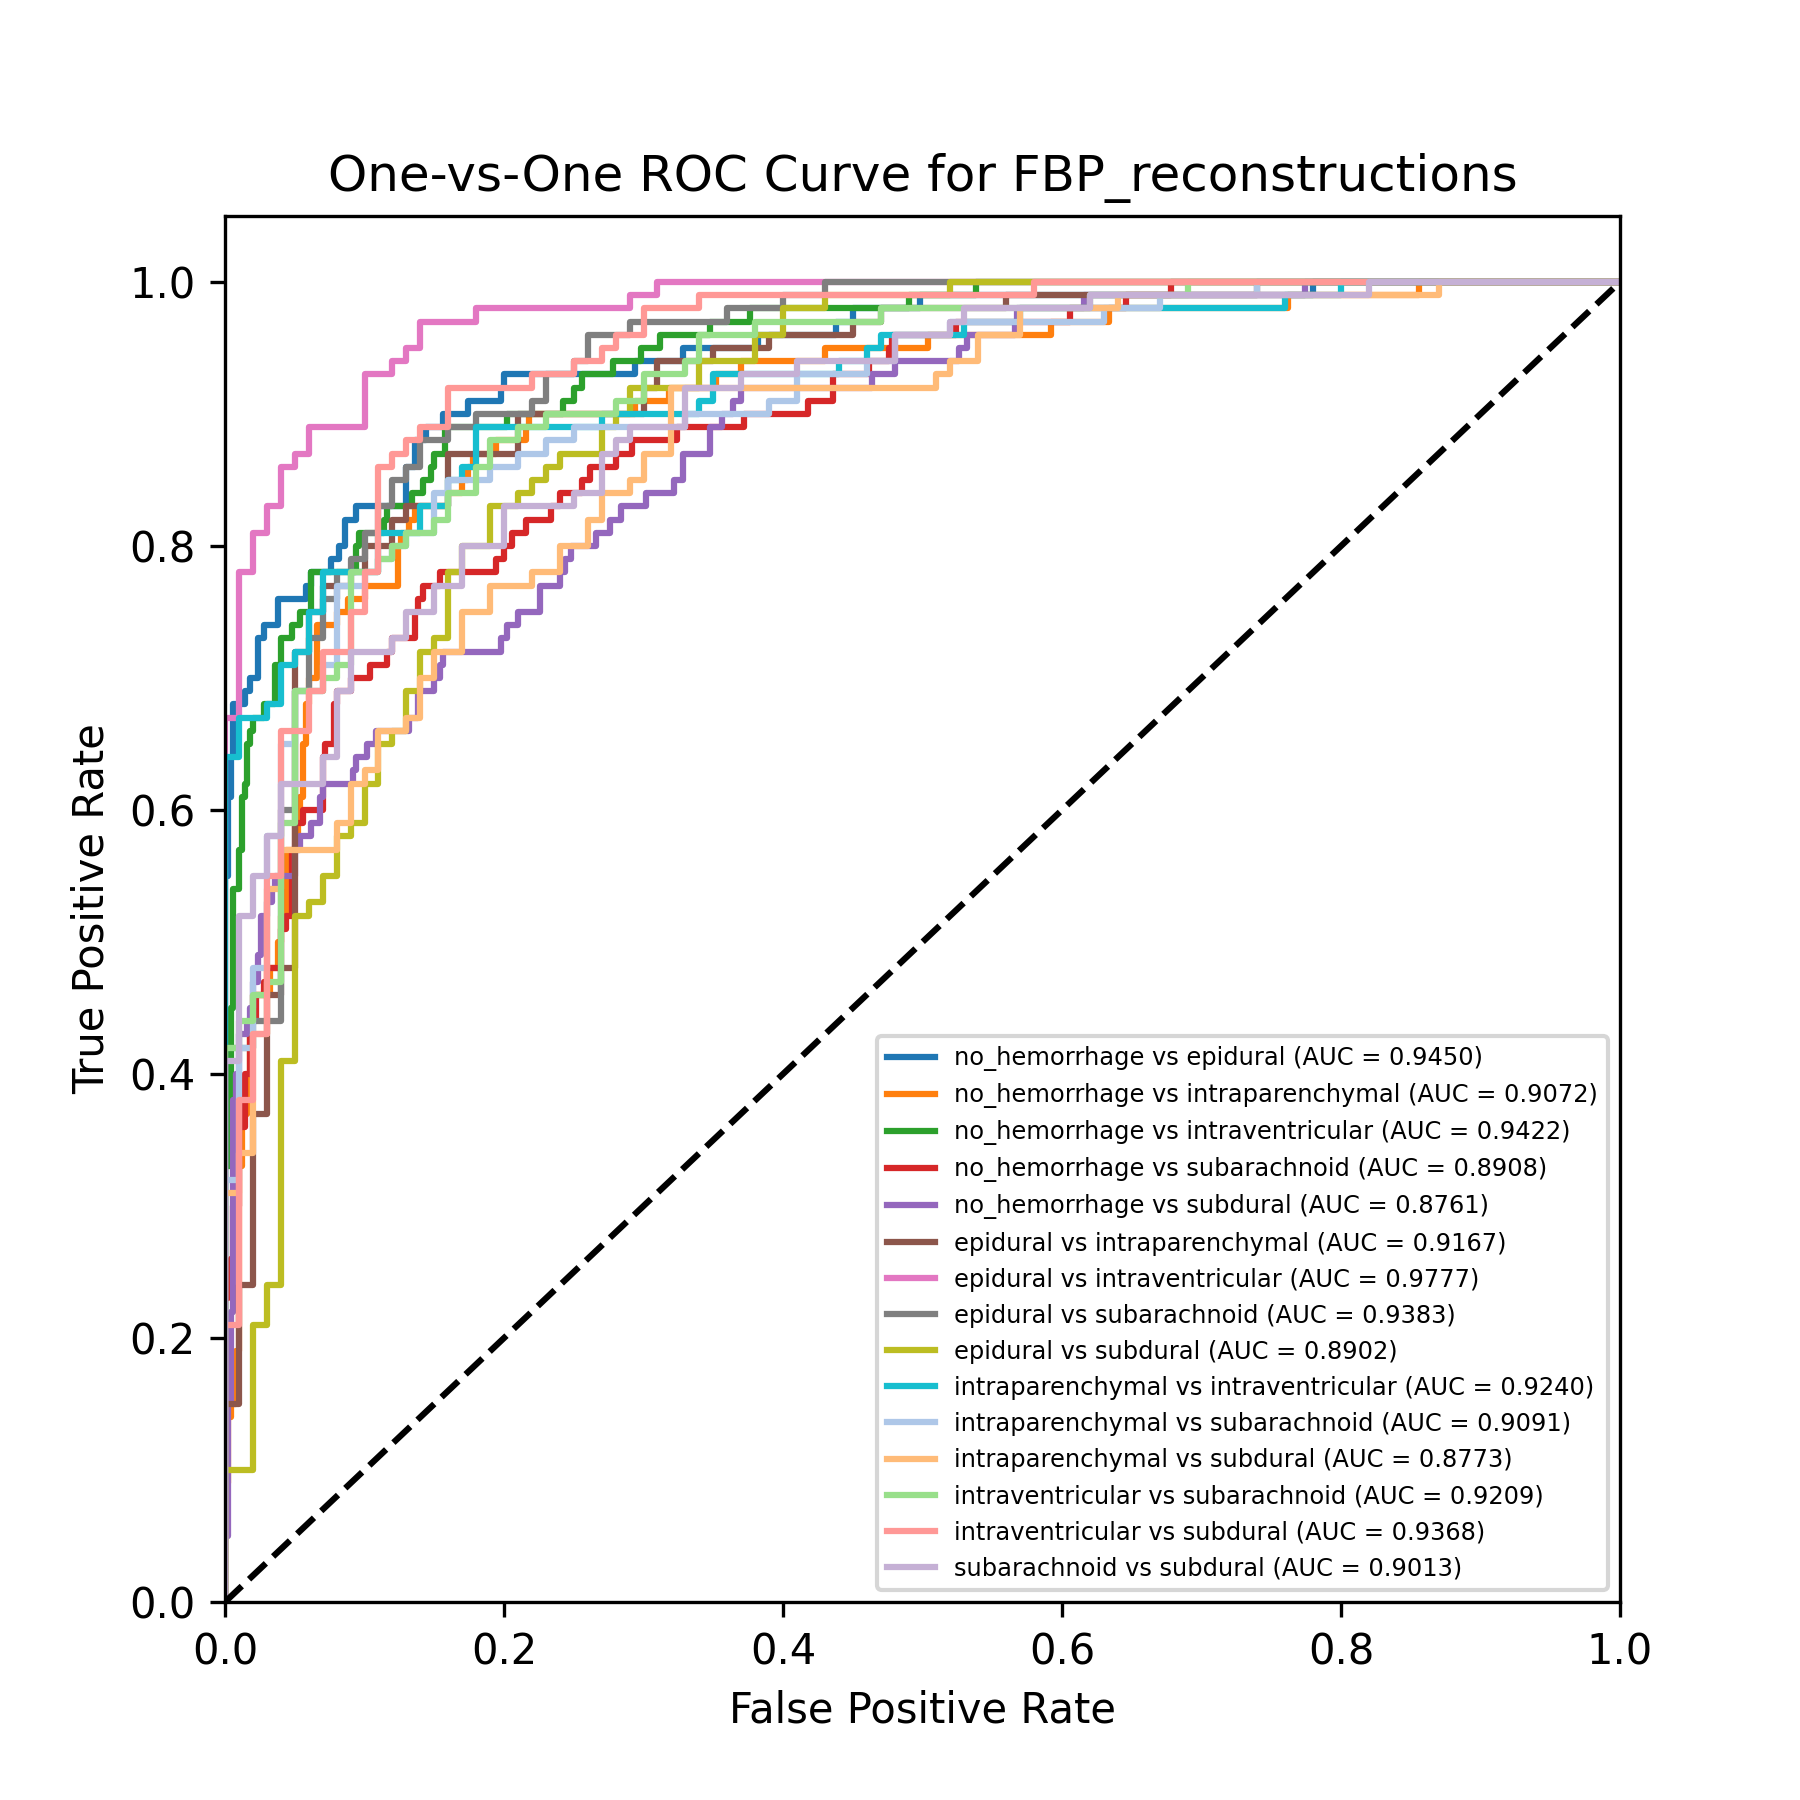 One-vs-One ROC Curve for FBP_reconstructions
True Positive Rate
1.0
0.8
0.6
0.4
0.2
0.0
no_hemorrhage vs epidural (AUC = 0.9450)
no_hemorrhage vs intraparenchymal (AUC = 0.9072)
no_hemorrhage vs intraventricular (AUC = 0.9422)
no_hemorrhage vs subarachnoid (AUC = 0.8908)
no_hemorrhage vs subdural (AUC = 0.8761)
epidural vs intraparenchymal (AUC = 0.9167)
epidural vs intraventricular (AUC = 0.9777)
epidural vs subarachnoid (AUC = 0.9383)
epidural vs subdural (AUC = 0.8902)
intraparenchymal vs intraventricular (AUC = 0.9240)
intraparenchymal vs subarachnoid (AUC = 0.9091)
intraparenchymal vs subdural (AUC = 0.8773)
intraventricular vs subarachnoid (AUC = 0.9209)
intraventricular vs subdural (AUC = 0.9368)
subarachnoid vs subdural (AUC = 0.9013)
0.0 0.2 0.4 0.6 0.8 1.0
False Positive Rate